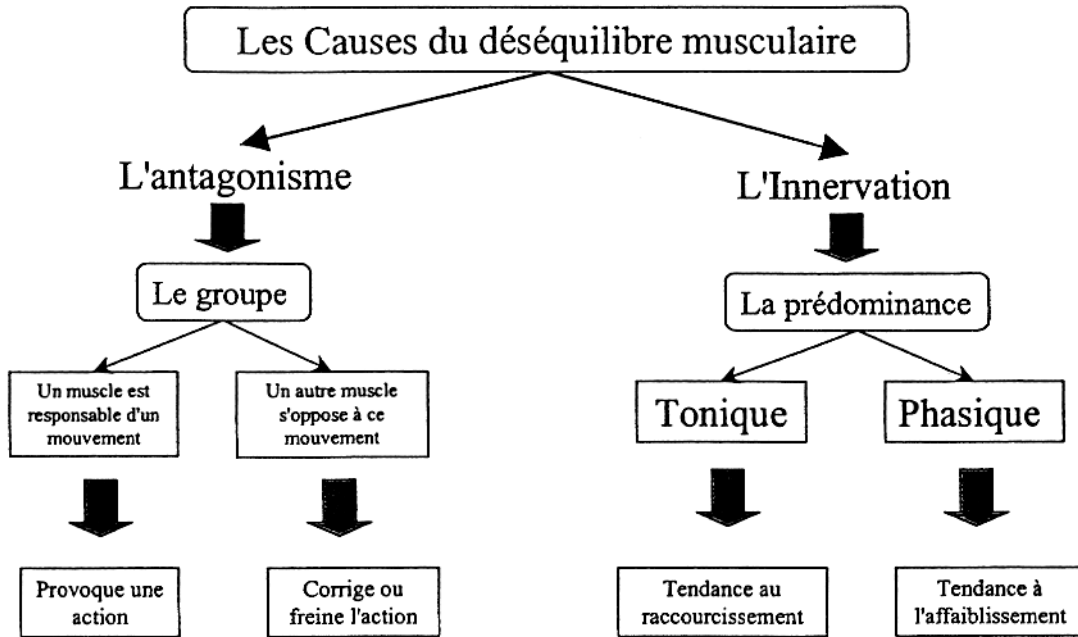 Les Causes du déséquilibre musculaire
L'antagonisme
L'Innervation
Le groupe
La prédominance
Un muscle est
responsable d'un
mouvement
Un autre muscle
s'oppose à ce
mouvement
Tonique
Phasique
Provoque une
action
Corrige ou
freine l'action
Tendance au
raccourcissement
Tendance à
l'affaiblissement